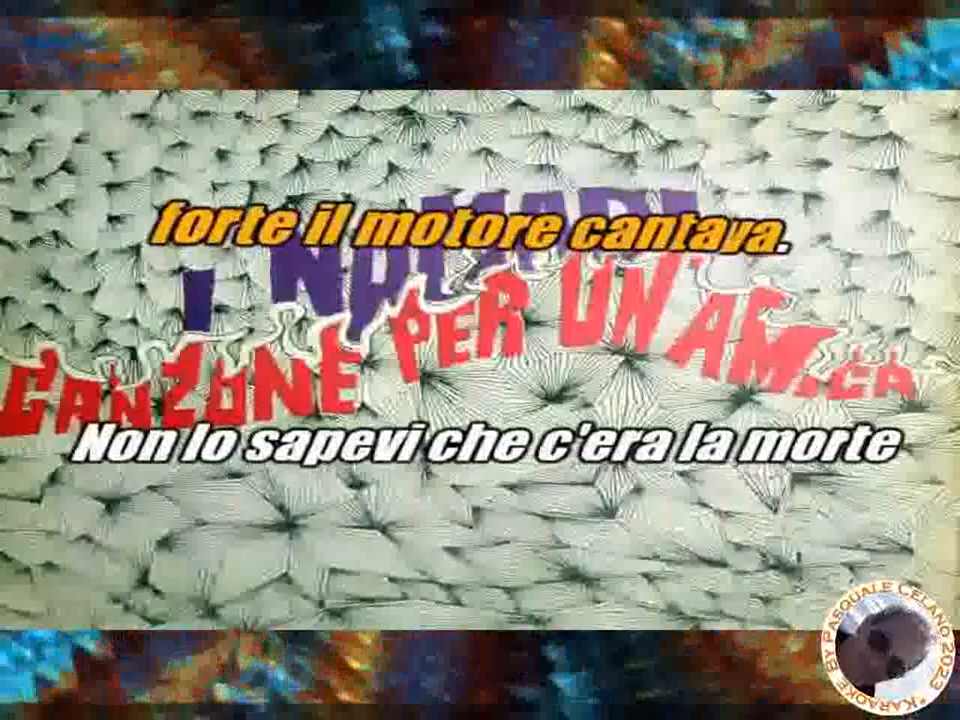 forte il motore cantava.
I NOMADI
CANZONE PER UN'AMICA
Non lo sapevi che c'era la morte
*KARAOKE BY PASQUALE CELANO 2023